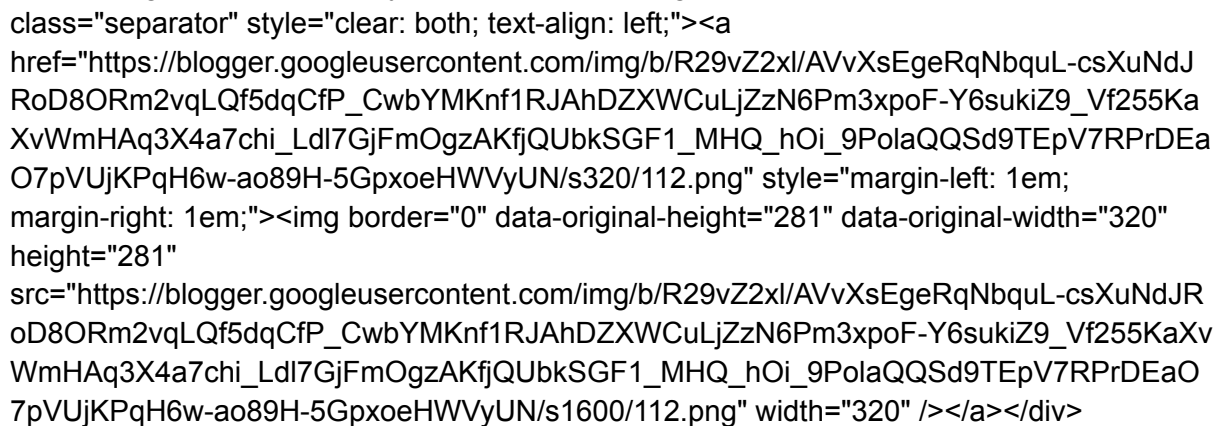 class="separator" style="clear: both; text-align: left;"><a
href="https://blogger.googleusercontent.com/img/b/R29vZ2xl/AVvXsEgeRqNbquL-csXuNdJ
RoD8ORm2vqLQf5dqCfP_CwbYMKnf1RJAhDZXWCuLjZzN6Pm3xpoF-Y6sukiZ9_Vf255Ka
XvWmHAq3X4a7chi_Ldl7GjFmOgzAKfjQUbkSGF1_MHQ_hOi_9PolaQQSd9TEpV7RPrDEa
O7pVUjKPqH6w-ao89H-5GpxoeHWVyUN/s320/112.png" style="margin-left: 1em;
margin-right: 1em;"><img border="0" data-original-height="281" data-original-width="320"
height="281"
src="https://blogger.googleusercontent.com/img/b/R29vZ2xl/AVvXsEgeRqNbquL-csXuNdJR
oD8ORm2vqLQf5dqCfP_CwbYMKnf1RJAhDZXWCuLjZzN6Pm3xpoF-Y6sukiZ9_Vf255KaXv
WmHAq3X4a7chi_Ldl7GjFmOgzAKfjQUbkSGF1_MHQ_hOi_9PolaQQSd9TEpV7RPrDEaO
7pVUjKPqH6w-ao89H-5GpxoeHWVyUN/s1600/112.png" width="320" /></a></div>